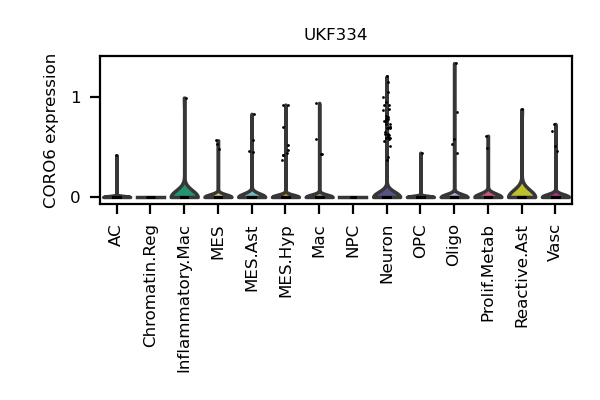 UKF334
CORO6 expression
1
0
AC
Chromatin.Reg
Inflammatory.Mac
MES
MES.Ast
MES.Hyp
Mac
NPC
Neuron
OPC
Oligo
Prolif.Metab
Reactive.Ast
Vasc